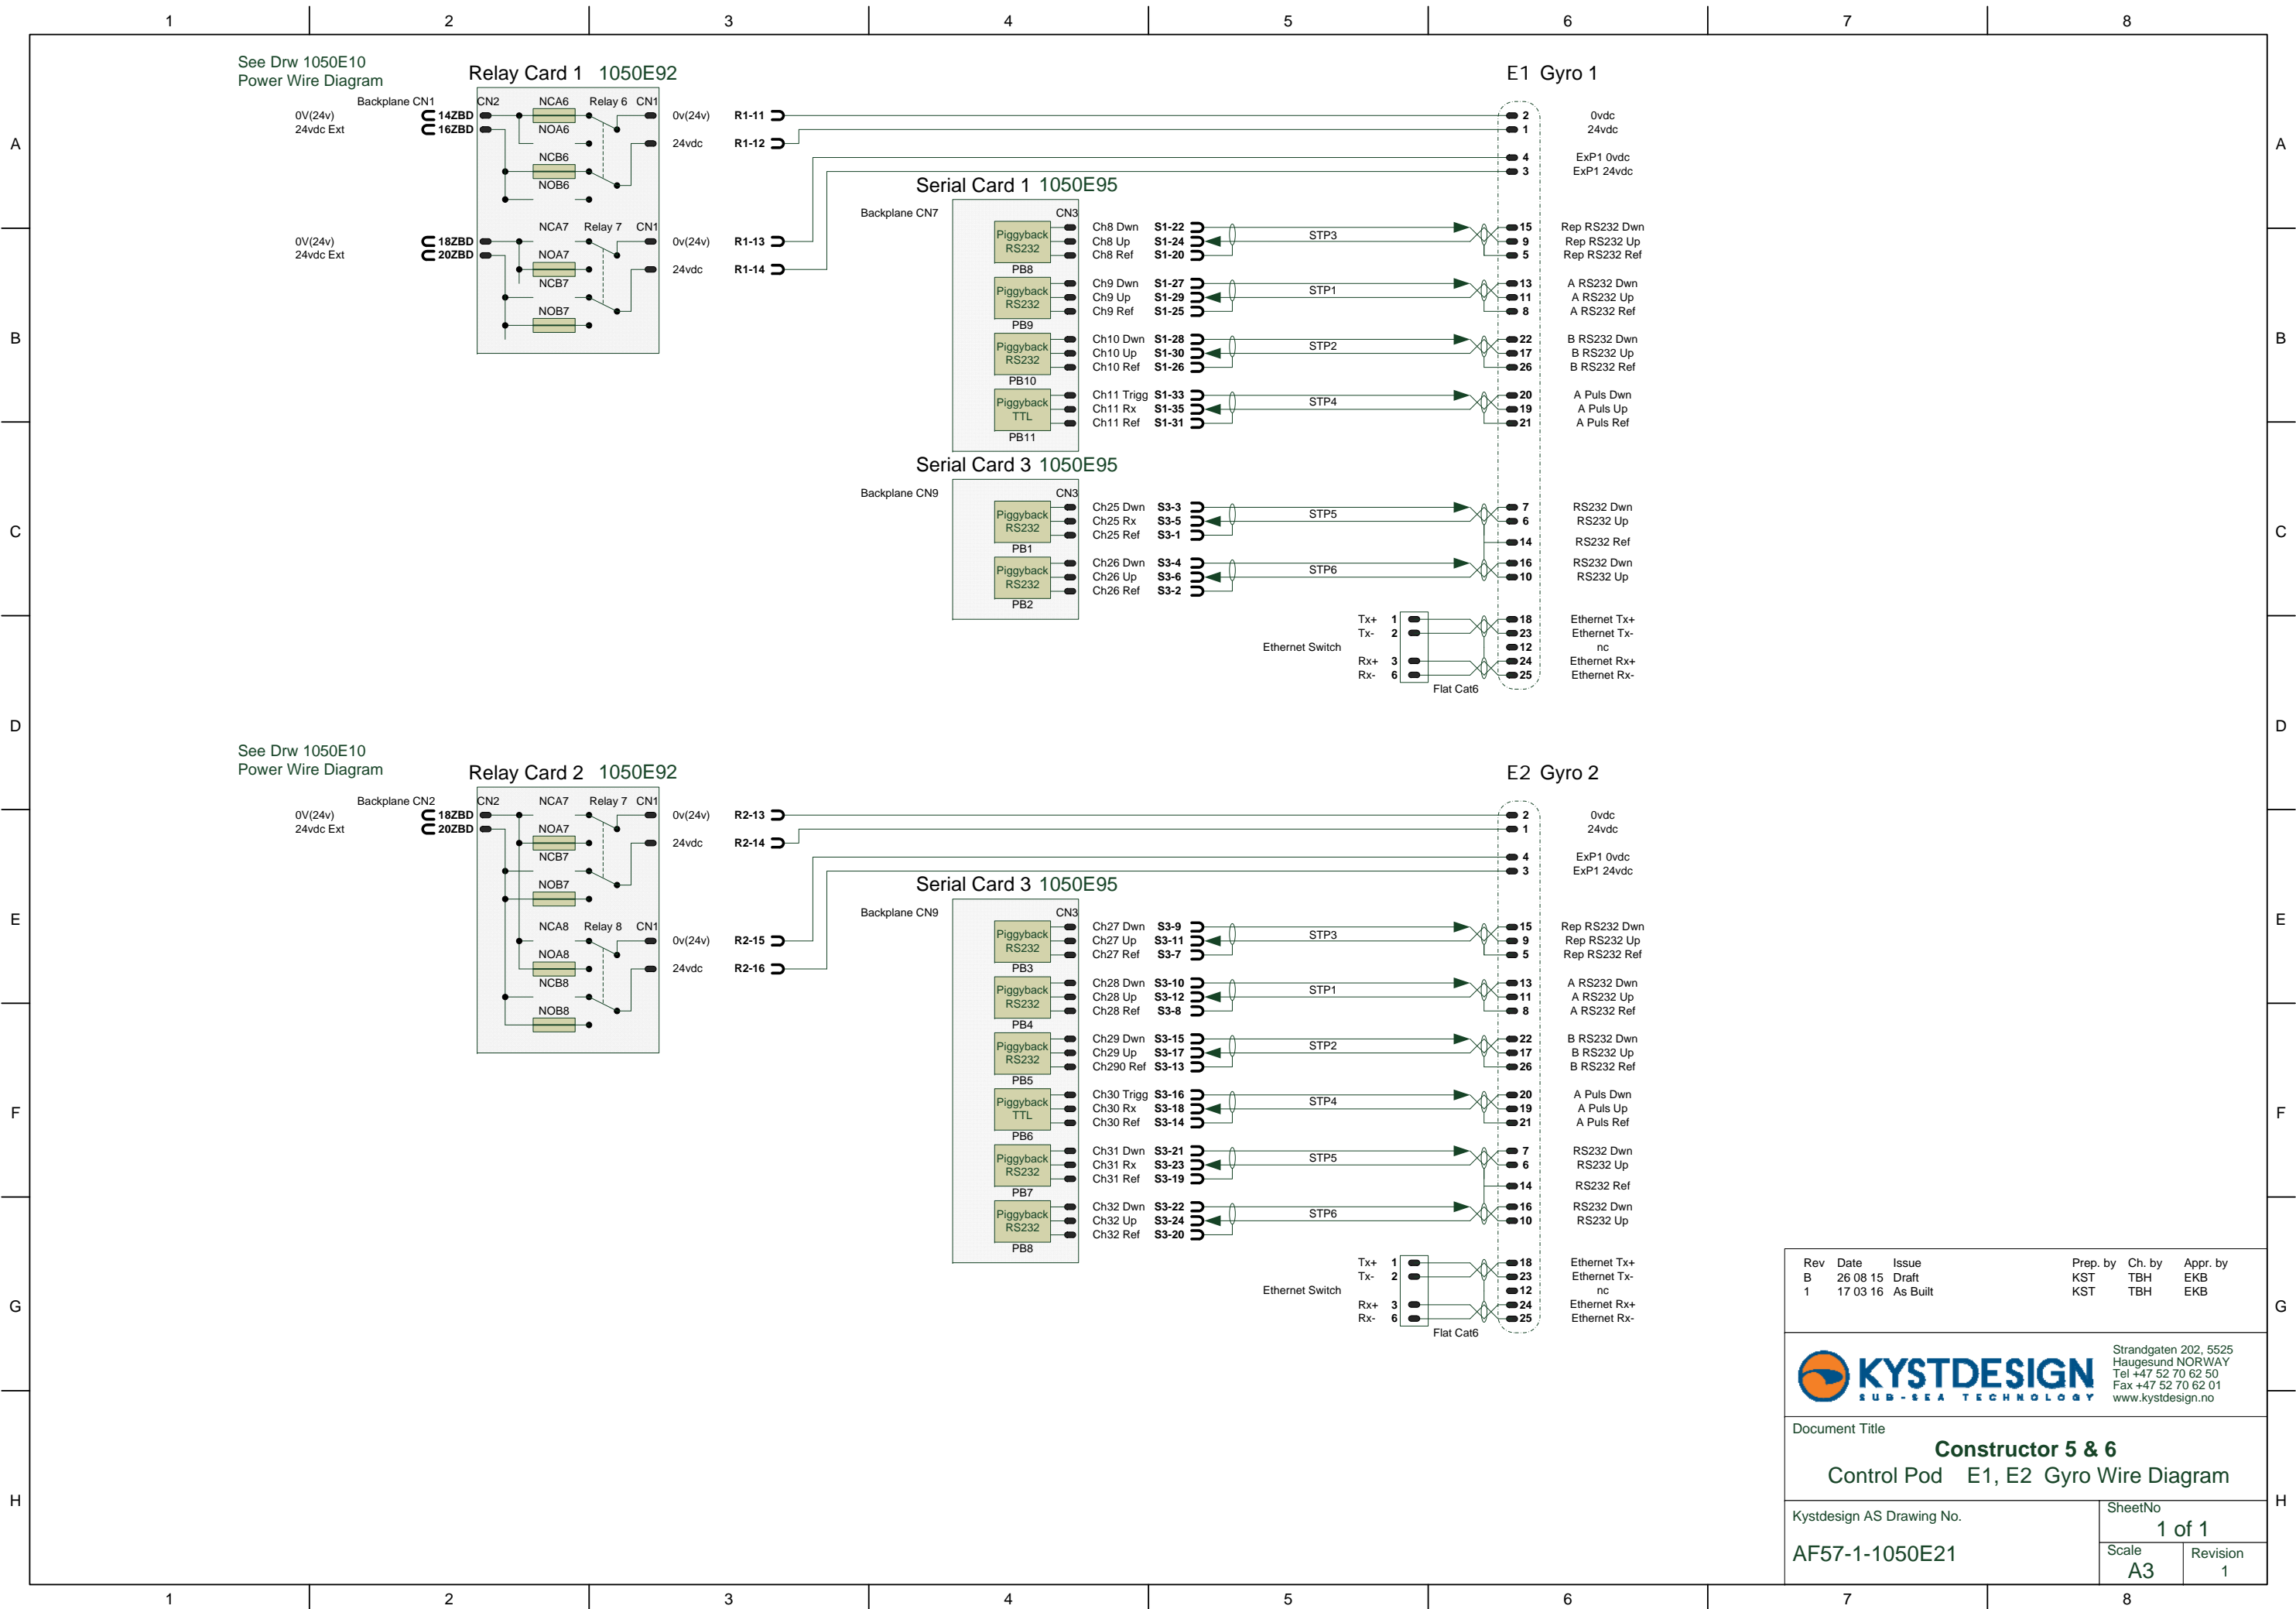 1 2 3 4 5 6 7 8
See Drw 1050E10
Power Wire Diagram
Relay Card 1 1050E92
E1 Gyro 1
Backplane CN1 CN2 NCA6 Relay 6 CN1
0V(24v) 14ZBD 0v(24v) R1-11 2 0vdc
24vdc Ext 16ZBD NOA6 1 24vdc
A 24vdc R1-12 A
NCB6 4 ExP1 0vdc
3 ExP1 24vdc
NOB6 Serial Card 1 1050E95
Backplane CN7 CN3
NCA7 Relay 7 CN1 Piggyback Ch8 Dwn S1-22 15 Rep RS232 Dwn
0V(24v) 18ZBD 0v(24v) R1-13 RS232 Ch8 Up S1-24 STP3 9 Rep RS232 Up
24vdc Ext 20ZBD NOA7 Ch8 Ref S1-20 5 Rep RS232 Ref
24vdc R1-14 PB8
NCB7 Piggyback Ch9 Dwn S1-27 13 A RS232 Dwn
RS232 Ch9 Up S1-29 STP1 11 A RS232 Up
NOB7 Ch9 Ref S1-25 8 A RS232 Ref
PB9
B Piggyback Ch10 Dwn S1-28 22 B RS232 Dwn B
RS232 Ch10 Up S1-30 STP2 17 B RS232 Up
Ch10 Ref S1-26 26 B RS232 Ref
PB10
Piggyback Ch11 Trigg S1-33 20 A Puls Dwn
TTL Ch11 Rx S1-35 STP4 19 A Puls Up
Ch11 Ref S1-31 21 A Puls Ref
PB11
Serial Card 3 1050E95
Backplane CN9 CN3
Piggyback Ch25 Dwn S3-3 7 RS232 Dwn
RS232 Ch25 Rx S3-5 STP5 6 RS232 Up
C Ch25 Ref S3-1 14 RS232 Ref C
PB1
Piggyback Ch26 Dwn S3-4 16 RS232 Dwn
RS232 Ch26 Up S3-6 STP6 10 RS232 Up
Ch26 Ref S3-2
PB2
Tx+ 1 18 Ethernet Tx+
Tx- 2 23 Ethernet Tx-
Ethernet Switch 12 nc
Rx+ 3 24 Ethernet Rx+
Rx- 6 25 Ethernet Rx-
Flat Cat6
D D
See Drw 1050E10
Power Wire Diagram
Relay Card 2 1050E92
E2 Gyro 2
Backplane CN2 CN2 NCA7 Relay 7 CN1
0V(24v) 18ZBD 0v(24v) R2-13 2 0vdc
24vdc Ext 20ZBD NOA7 1 24vdc
24vdc R2-14
NCB7 4 ExP1 0vdc
3 ExP1 24vdc
NOB7 Serial Card 3 1050E95
Backplane CN9 CN3
E E
NCA8 Relay 8 CN1 Piggyback Ch27 Dwn S3-9 15 Rep RS232 Dwn
0v(24v) R2-15 RS232 Ch27 Up S3-11 STP3 9 Rep RS232 Up
NOA8 Ch27 Ref S3-7 5 Rep RS232 Ref
24vdc R2-16 PB3
NCB8 Piggyback Ch28 Dwn S3-10 13 A RS232 Dwn
RS232 Ch28 Up S3-12 STP1 11 A RS232 Up
NOB8 Ch28 Ref S3-8 8 A RS232 Ref
PB4
Piggyback Ch29 Dwn S3-15 22 B RS232 Dwn
RS232 Ch29 Up S3-17 STP2 17 B RS232 Up
Ch290 Ref S3-13 26 B RS232 Ref
PB5
Piggyback Ch30 Trigg S3-16 20 A Puls Dwn
F TTL Ch30 Rx S3-18 STP4 19 A Puls Up F
Ch30 Ref S3-14 21 A Puls Ref
PB6
Piggyback Ch31 Dwn S3-21 7 RS232 Dwn
RS232 Ch31 Rx S3-23 STP5 6 RS232 Up
Ch31 Ref S3-19 14 RS232 Ref
PB7
Piggyback Ch32 Dwn S3-22 16 RS232 Dwn
RS232 Ch32 Up S3-24 STP6 10 RS232 Up
Ch32 Ref S3-20
PB8
Tx+ 1 18 Ethernet Tx+
Tx- 2 23 Ethernet Tx-
Ethernet Switch 12 nc
Rx+ 3 24 Ethernet Rx+
Rx- 6 25 Ethernet Rx-
Flat Cat6
G G
Rev Date Issue Prep. by Ch. by Appr. by
B 26 08 15 Draft KST TBH EKB
1 17 03 16 As Built KST TBH EKB
KYSTDESIGN
SUB-SEA TECHNOLOGY
Strandgaten 202, 5525
Haugesund NORWAY
Tel +47 52 70 62 50
Fax +47 52 70 62 01
www.kystdesign.no
Document Title
Constructor 5 & 6
Control Pod E1, E2 Gyro Wire Diagram
H H
Kystdesign AS Drawing No.
AF57-1-1050E21
SheetNo
1 of 1
Scale
A3
Revision
1
1 2 3 4 5 6 7 8